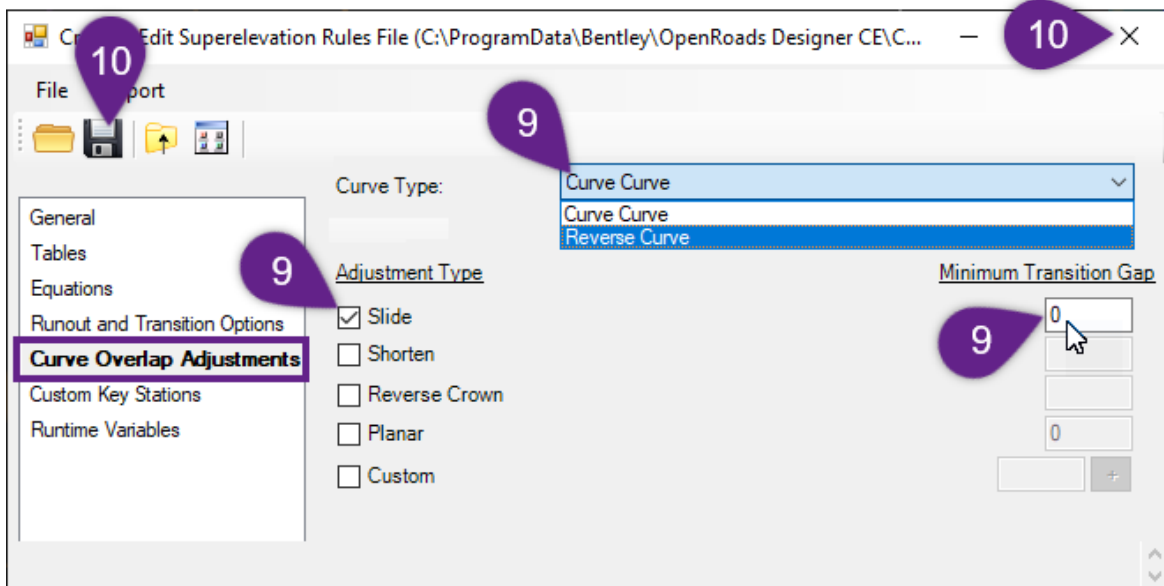 Cr Edit Superelevation Rules File (C:\ProgramData\Bentley\OpenRoads Designer CE\C...
10
10
File port
9
Curve Type:
Curve Curve
Curve Curve
Reverse Curve
General
Tables
Equations
Runout and Transition Options
Curve Overlap Adjustments
Custom Key Stations
Runtime Variables
9
Adjustment Type
Minimum Transition Gap
Slide
0
9
Shorten
Reverse Crown
Planar
0
Custom
+